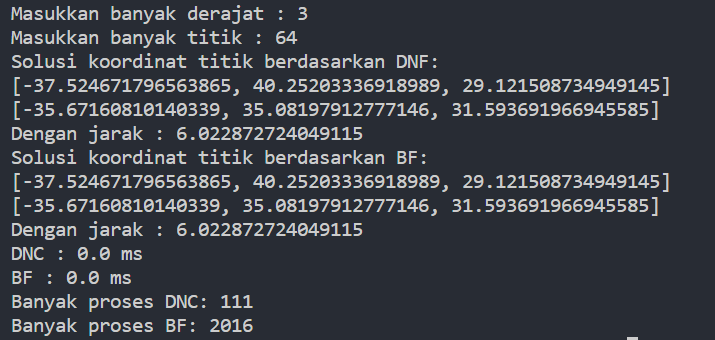 Masukkan banyak derajat : 3
Masukkan banyak titik : 64
Solusi koordinat titik berdasarkan DNF:
[-37.524671796563865, 40.25203336918989, 29.121508734949145]
[-35.67160810140339, 35.08197912777146, 31.593691966945585]
Dengan jarak : 6.022872724049115
Solusi koordinat titik berdasarkan BF:
[-37.524671796563865, 40.25203336918989, 29.121508734949145]
[-35.67160810140339, 35.08197912777146, 31.593691966945585]
Dengan jarak : 6.022872724049115
DNC : 0.0 ms
BF : 0.0 ms
Banyak proses DNC: 111
Banyak proses BF: 2016